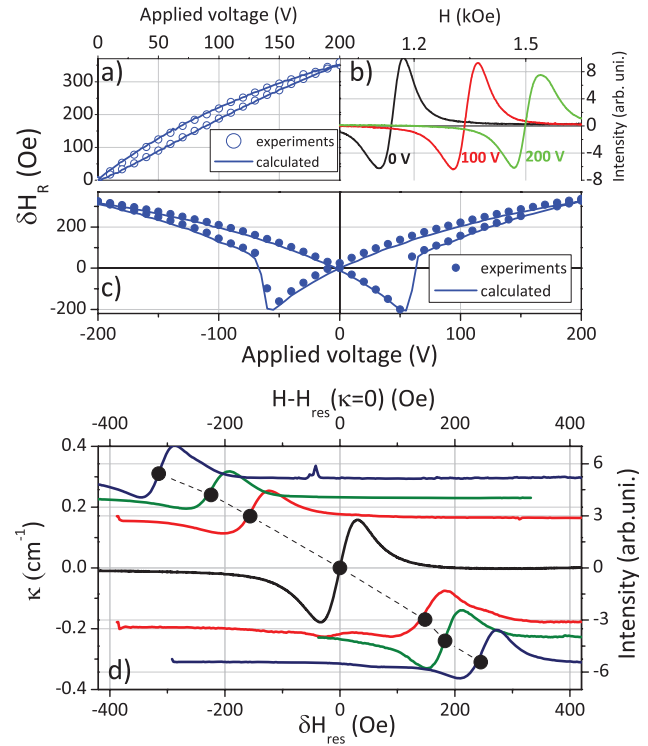 Applied voltage (V)
H (kOe)
0 50 100 150 200
1.2 1.5
a)
b)
300
200
100
0
8
4
0
-4
-8
experiments
calculated
0 V
100 V
200 V
Intensity (arb. uni.)
δH_R (Oe)
200
0
-200
c)
experiments
calculated
-200 -100 0 100 200
Applied voltage (V)
H-H_res(κ=0) (Oe)
-400 -200 0 200 400
0.4
0.2
0.0
-0.2
-0.4
κ (cm⁻¹)
6
3
0
-3
-6
Intensity (arb.uni.)
d)
-400 -200 0 200 400
δH_res (Oe)